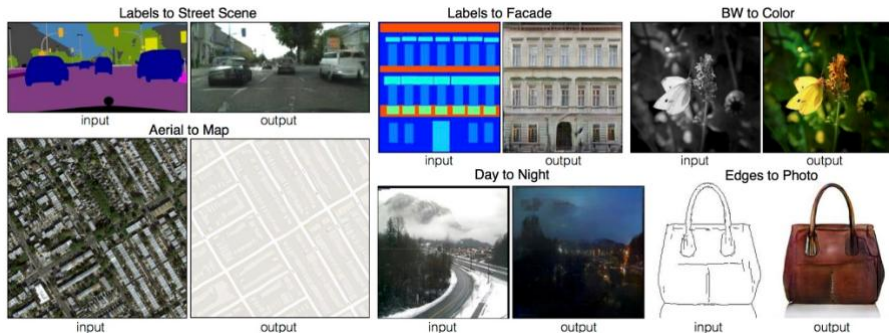 Labels to Street Scene
input
output
Aerial to Map
input
output
Labels to Facade
input
output
BW to Color
input
output
Day to Night
input
output
Edges to Photo
input
output